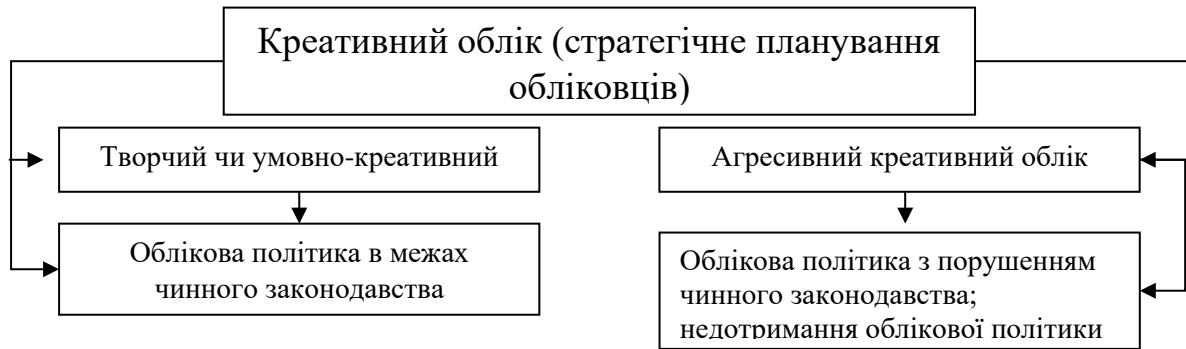 Креативний облік (стратегічне планування
обліковців)
Творчий чи умовно-креативний
Агресивний креативний облік
Облікова політика в межах
чинного законодавства
Облікова політика з порушенням
чинного законодавства;
недотримання облікової політики